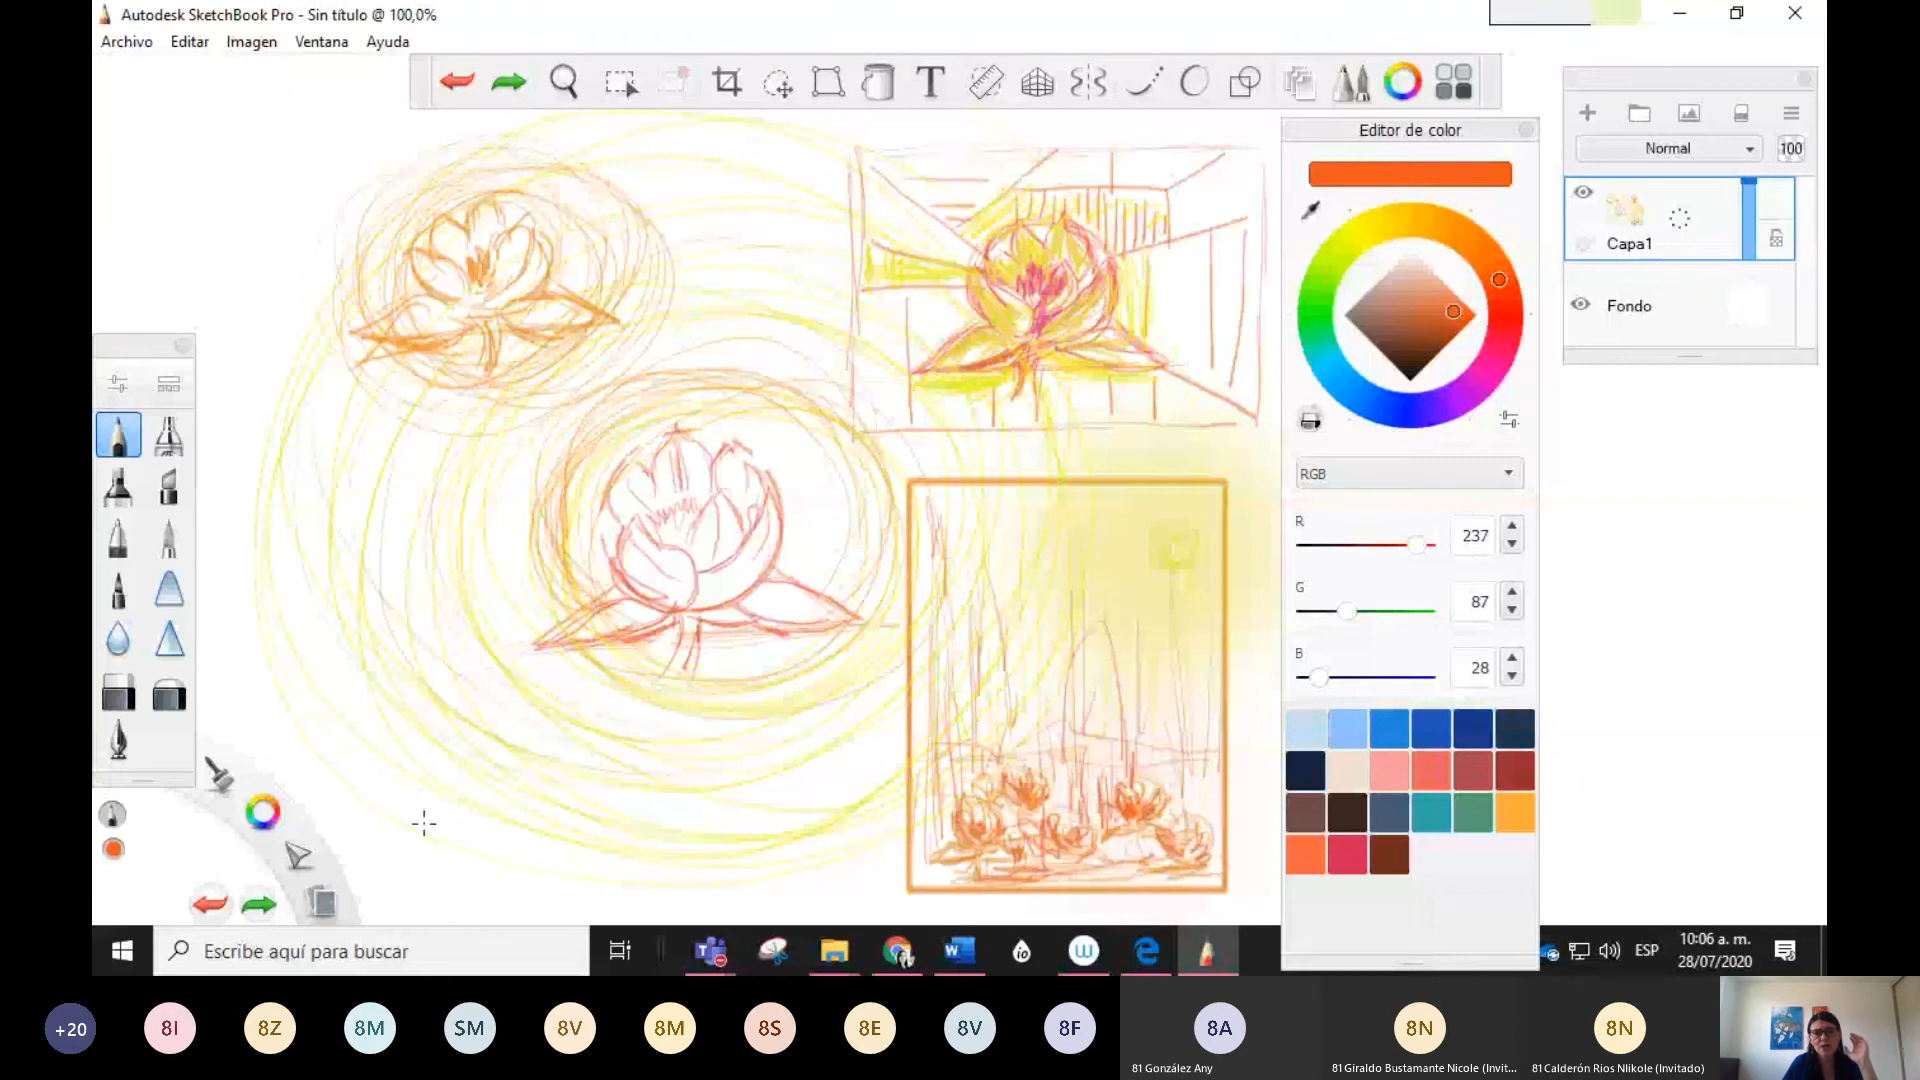 Autodesk SketchBook Pro - Sin título @ 100,0%
Archivo Editar Imagen Ventana Ayuda
T
Editor de color
Normal 100
Capa1
Fondo
RGB
R
237
G
87
B
28
Escribe aquí para buscar
T
W
io
W
ESP
10:06 a. m.
28/07/2020
+20 8I 8Z 8M SM 8V 8M 8S 8E 8V 8F 8A 8N 8N
81 González Any
81 Giraldo Bustamante Nicole (Invit...
81 Calderón Rios Nlikole (Invitado)